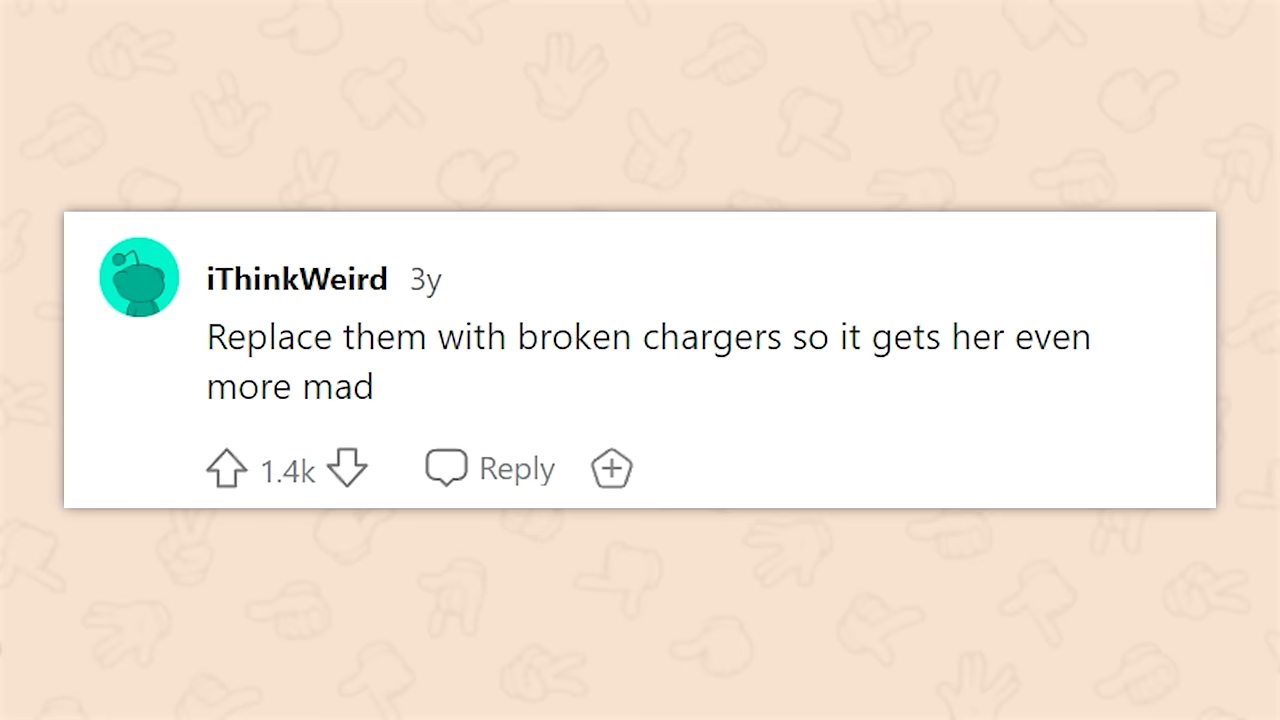 iThinkWeird 3y
Replace them with broken chargers so it gets her even
more mad
1.4k Reply